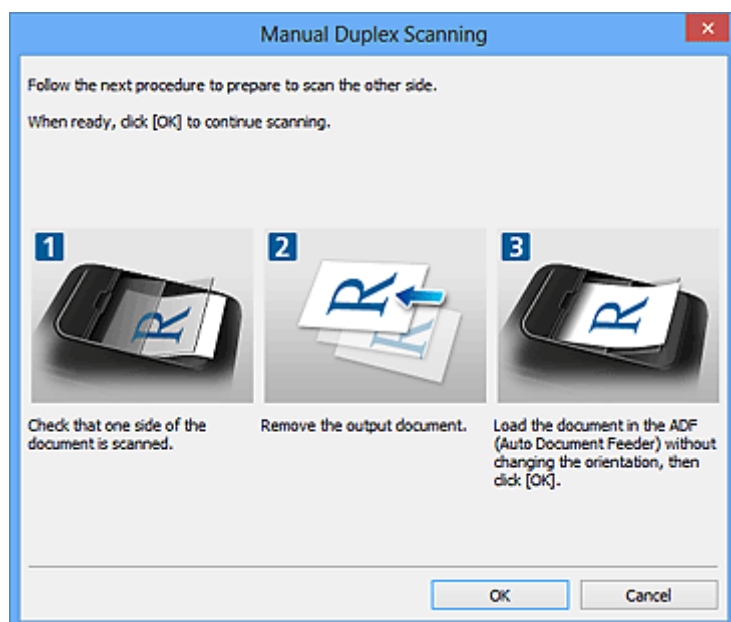 Manual Duplex Scanning
Follow the next procedure to prepare to scan the other side.
When ready, click [OK] to continue scanning.
1
R
2
R
R
3
R
Check that one side of the
document is scanned.
Remove the output document.
Load the document in the ADF
(Auto Document Feeder) without
changing the orientation, then
click [OK].
OK
Cancel